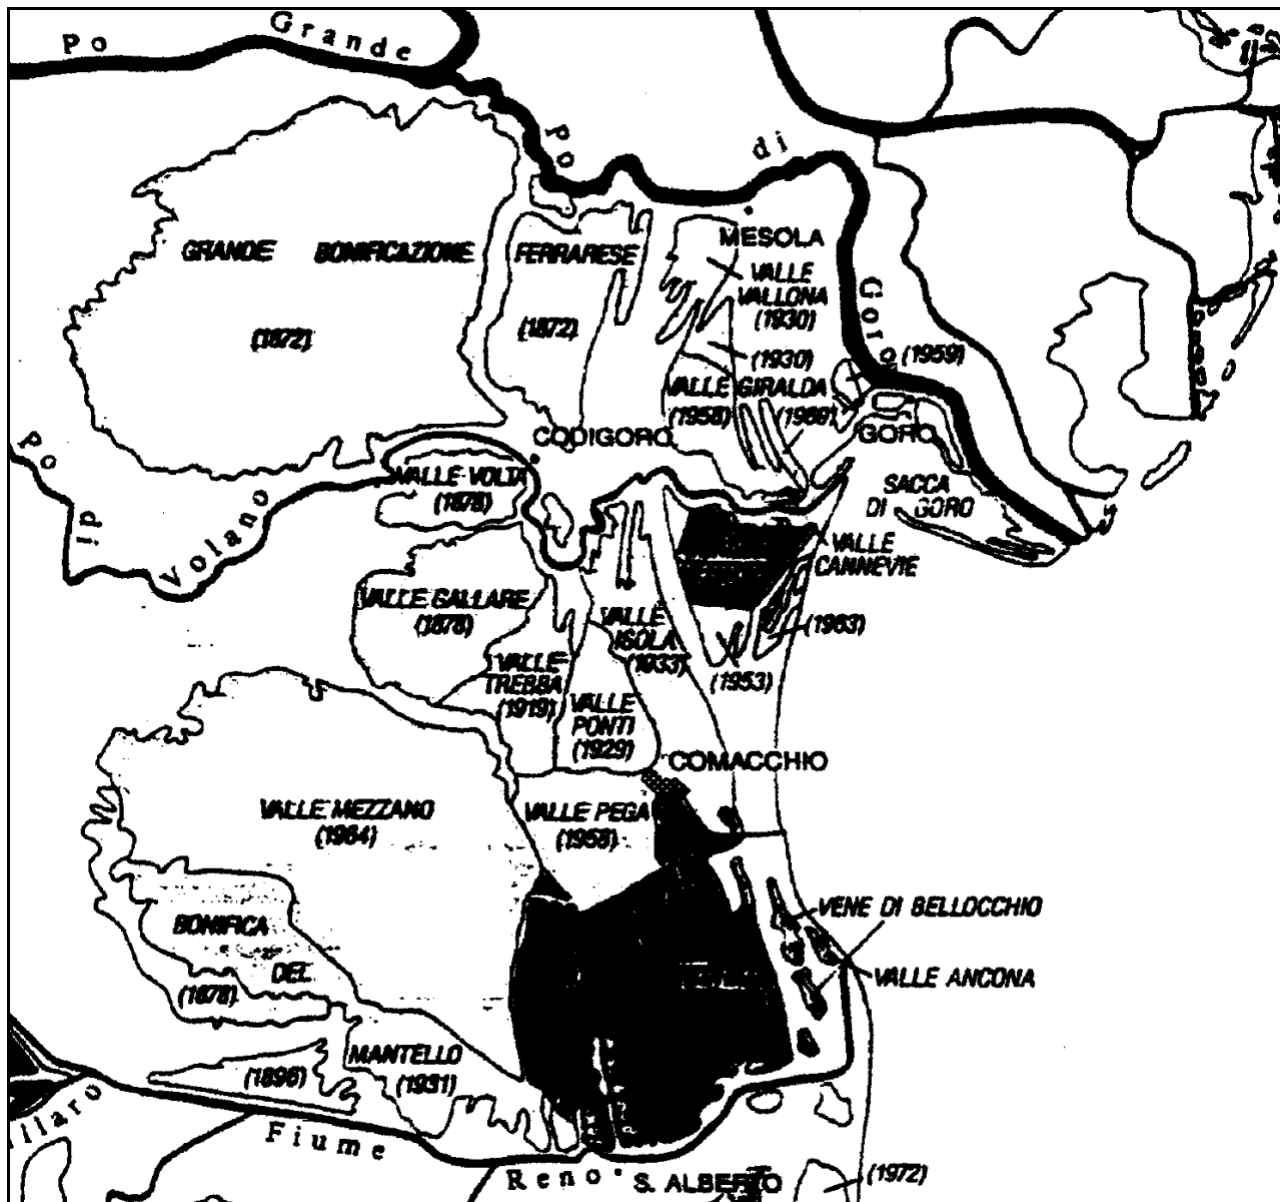 Po Grande
Po di Goro
MESOLA
GRANDE BONIFICAZIONE FERRARESE
(1872)
(1872)
VALLE
VALLONA
(1930)
(1930)
(1959)
VALLE GIRALDA
(1958)
(1969)
CODIGORO
GORO
Po di Volano
VALLE VOLTA
(1878)
SACCA
DI GORO
VALLE
CANNEVIE
VALLE GALLARE
(1878)
VALLE
ISOLA
(1933)
(1963)
(1953)
VALLE
TREBBA
(1919)
VALLE
PONTI
(1929)
COMACCHIO
VALLE MEZZANO
(1964)
VALLE PEGA
(1958)
VENE DI BELLOCCHIO
BONIFICA
DEL
(1878)
VALLE ANCONA
MANTELLO
(1931)
(1896)
Fiume
Reno
S. ALBERTO
(1972)